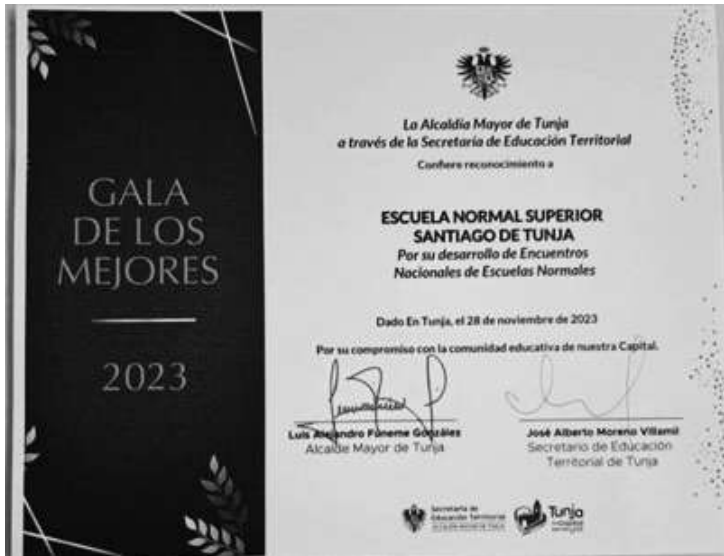 GALA
DE LOS
MEJORES
2023
La Alcaldía Mayor de Tunja
a través de la Secretaría de Educación Territorial
Confiere reconocimiento a
ESCUELA NORMAL SUPERIOR
SANTIAGO DE TUNJA
Por su desarrollo de Encuentros
Nacionales de Escuelas Normales
Dado En Tunja, el 28 de noviembre de 2023
Por su compromiso con la comunidad educativa de nuestra Capital.
Luis Alejandro Fúneme González
Alcalde Mayor de Tunja
José Alberto Moreno Villamil
Secretario de Educación
Territorial de Tunja
Secretaría de
Educación Territorial
Tunja